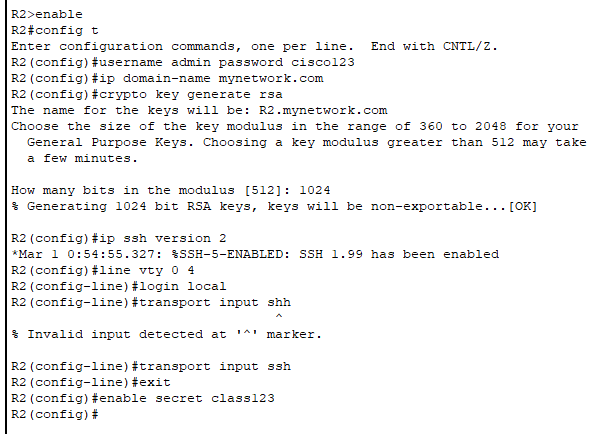 R2>enable
R2#config t
Enter configuration commands, one per line.  End with CNTL/Z.
R2(config)#username admin password cisco123
R2(config)#ip domain-name mynetwork.com
R2(config)#crypto key generate rsa
The name for the keys will be: R2.mynetwork.com
Choose the size of the key modulus in the range of 360 to 2048 for your
  General Purpose Keys. Choosing a key modulus greater than 512 may take
  a few minutes.

How many bits in the modulus [512]: 1024
% Generating 1024 bit RSA keys, keys will be non-exportable...[OK]

R2(config)#ip ssh version 2
*Mar 1 0:54:55.327: %SSH-5-ENABLED: SSH 1.99 has been enabled
R2(config)#line vty 0 4
R2(config-line)#login local
R2(config-line)#transport input shh
                                 ^
% Invalid input detected at '^' marker.

R2(config-line)#transport input ssh
R2(config-line)#exit
R2(config)#enable secret class123
R2(config)#